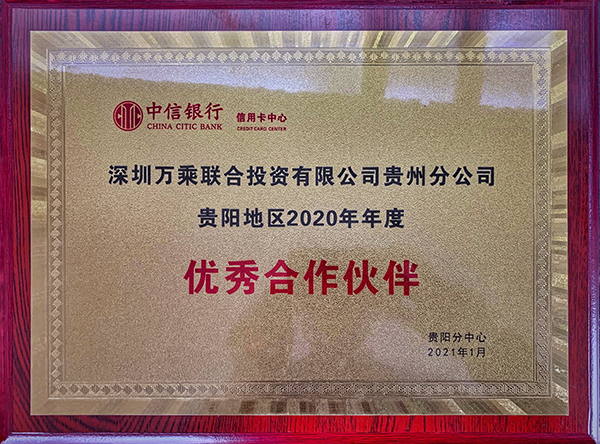 中信银行 信用卡中心
CHINA CITIC BANK CREDIT CARD CENTER
深圳万乘联合投资有限公司贵州分公司
贵阳地区2020年年度
优秀合作伙伴
贵阳分中心
2021年1月